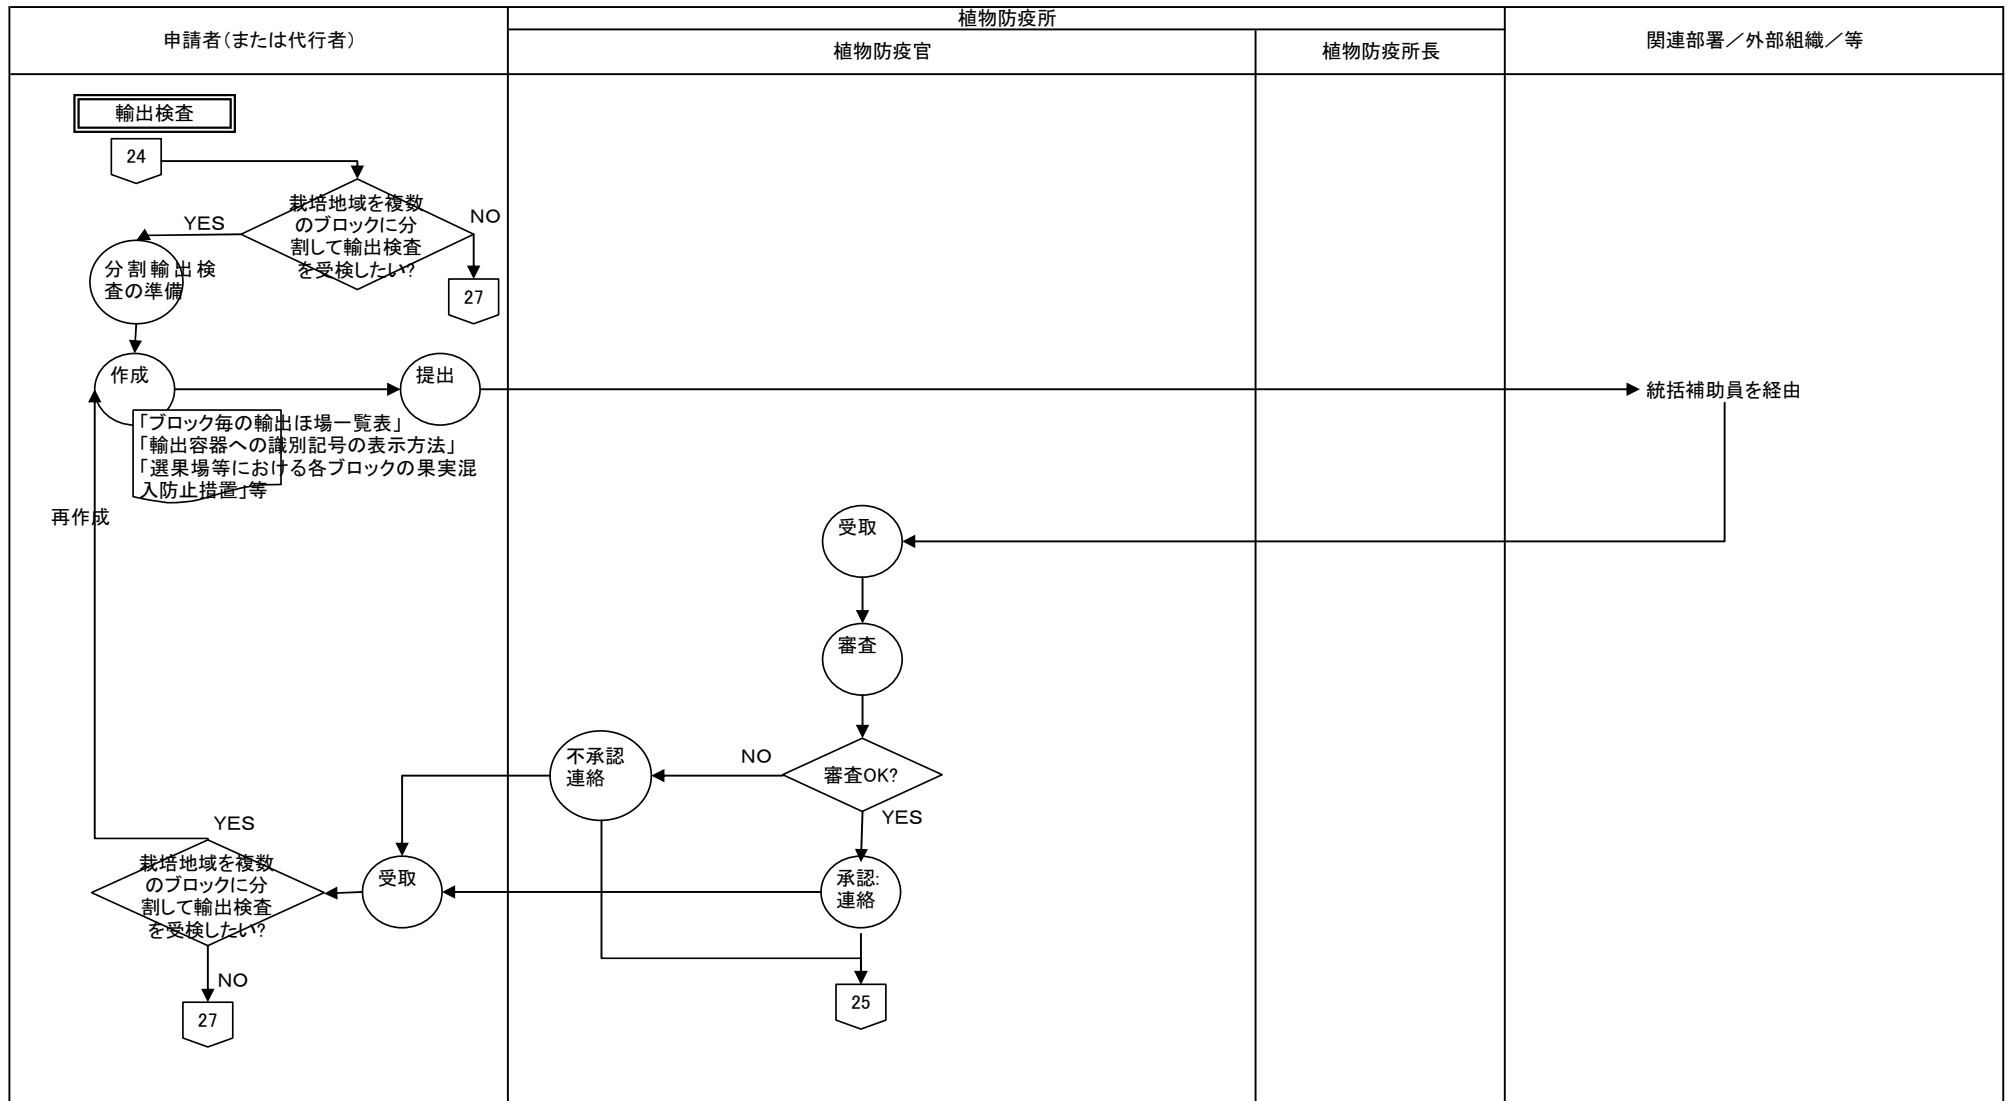 植物防疫所
申請者(または代行者)
植物防疫官
植物防疫所長
関連部署／外部組織／等
輸出検査
24
栽培地域を複数
のブロックに分
割して輸出検査
を受検したい?
YES
NO
27
分割輸出検
査の準備
作成
提出
統括補助員を経由
「ブロック毎の輸出ほ場一覧表」
「輸出容器への識別記号の表示方法」
「選果場等における各ブロックの果実混
入防止措置」等
再作成
受取
審査
審査OK?
NO
YES
不承認
連絡
承認:
連絡
受取
YES
栽培地域を複数
のブロックに分
割して輸出検査
を受検したい?
NO
27
25